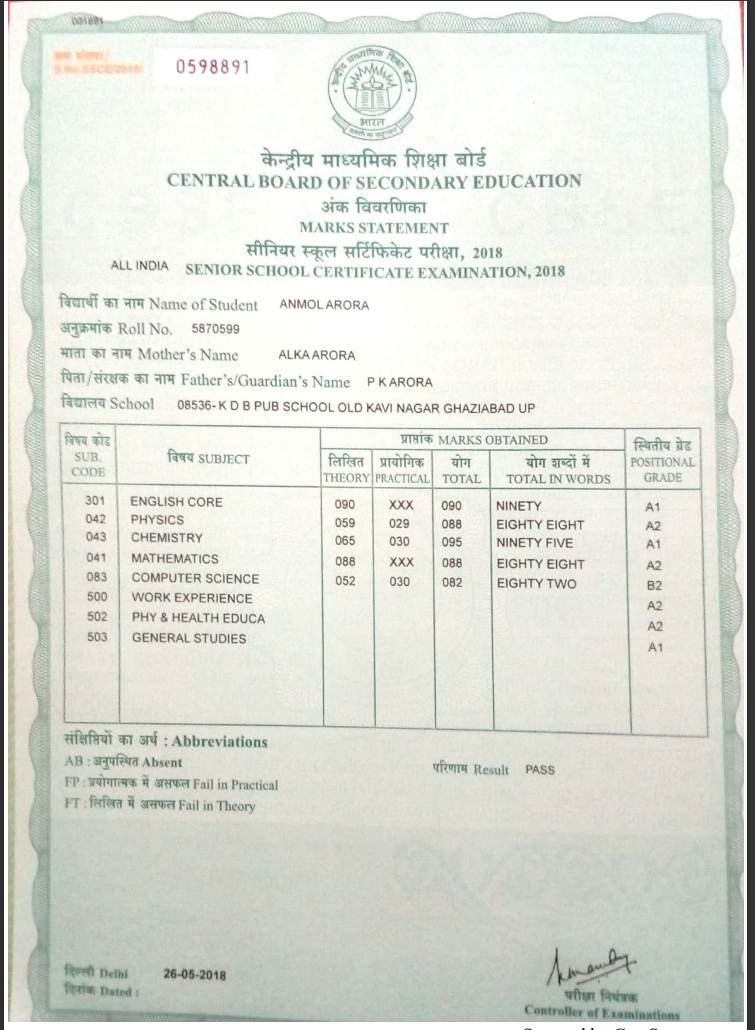 001891
क्रम संख्या/
S.No.SSCE/2018/ 0598891
केन्द्रीय माध्यमिक शिक्षा बोर्ड
भारत
केन्द्रीय माध्यमिक शिक्षा बोर्ड
CENTRAL BOARD OF SECONDARY EDUCATION
अंक विवरणिका
MARKS STATEMENT
सीनियर स्कूल सर्टिफिकेट परीक्षा, 2018
ALL INDIA SENIOR SCHOOL CERTIFICATE EXAMINATION, 2018
विद्यार्थी का नाम Name of Student ANMOL ARORA
अनुक्रमांक Roll No. 5870599
माता का नाम Mother's Name ALKA ARORA
पिता/संरक्षक का नाम Father's/Guardian's Name P K ARORA
विद्यालय School 08536- K D B PUB SCHOOL OLD KAVI NAGAR GHAZIABAD UP
विषय कोड SUB. CODE विषय SUBJECT प्राप्तांक MARKS OBTAINED स्थितीय ग्रेड POSITIONAL GRADE
लिखित THEORY प्रायोगिक PRACTICAL योग TOTAL योग शब्दों में TOTAL IN WORDS
301 ENGLISH CORE 090 XXX 090 NINETY A1
042 PHYSICS 059 029 088 EIGHTY EIGHT A2
043 CHEMISTRY 065 030 095 NINETY FIVE A1
041 MATHEMATICS 088 XXX 088 EIGHTY EIGHT A2
083 COMPUTER SCIENCE 052 030 082 EIGHTY TWO B2
500 WORK EXPERIENCE A2
502 PHY & HEALTH EDUCA A2
503 GENERAL STUDIES A1
संक्षिप्तियों का अर्थ : Abbreviations
AB : अनुपस्थित Absent
परिणाम Result PASS
FP : प्रयोगात्मक में असफल Fail in Practical
FT : लिखित में असफल Fail in Theory
दिल्ली Delhi 26-05-2018
दिनांक Dated :
परीक्षा नियंत्रक
Controller of Examinations